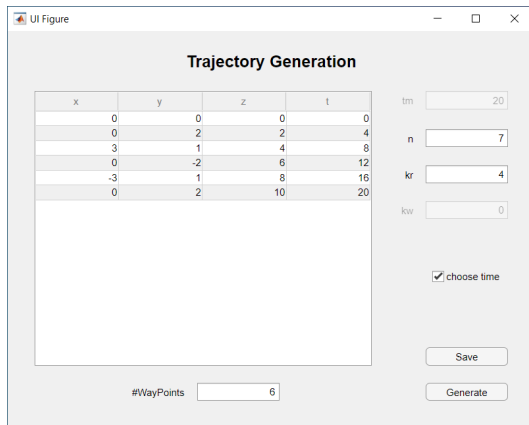 UI Figure
Trajectory Generation
x y z t
0 0 0 0
0 2 2 4
3 1 4 8
0 -2 6 12
-3 1 8 16
0 2 10 20
tm 20
n 7
kr 4
kw 0
choose time
Save
#WayPoints 6
Generate